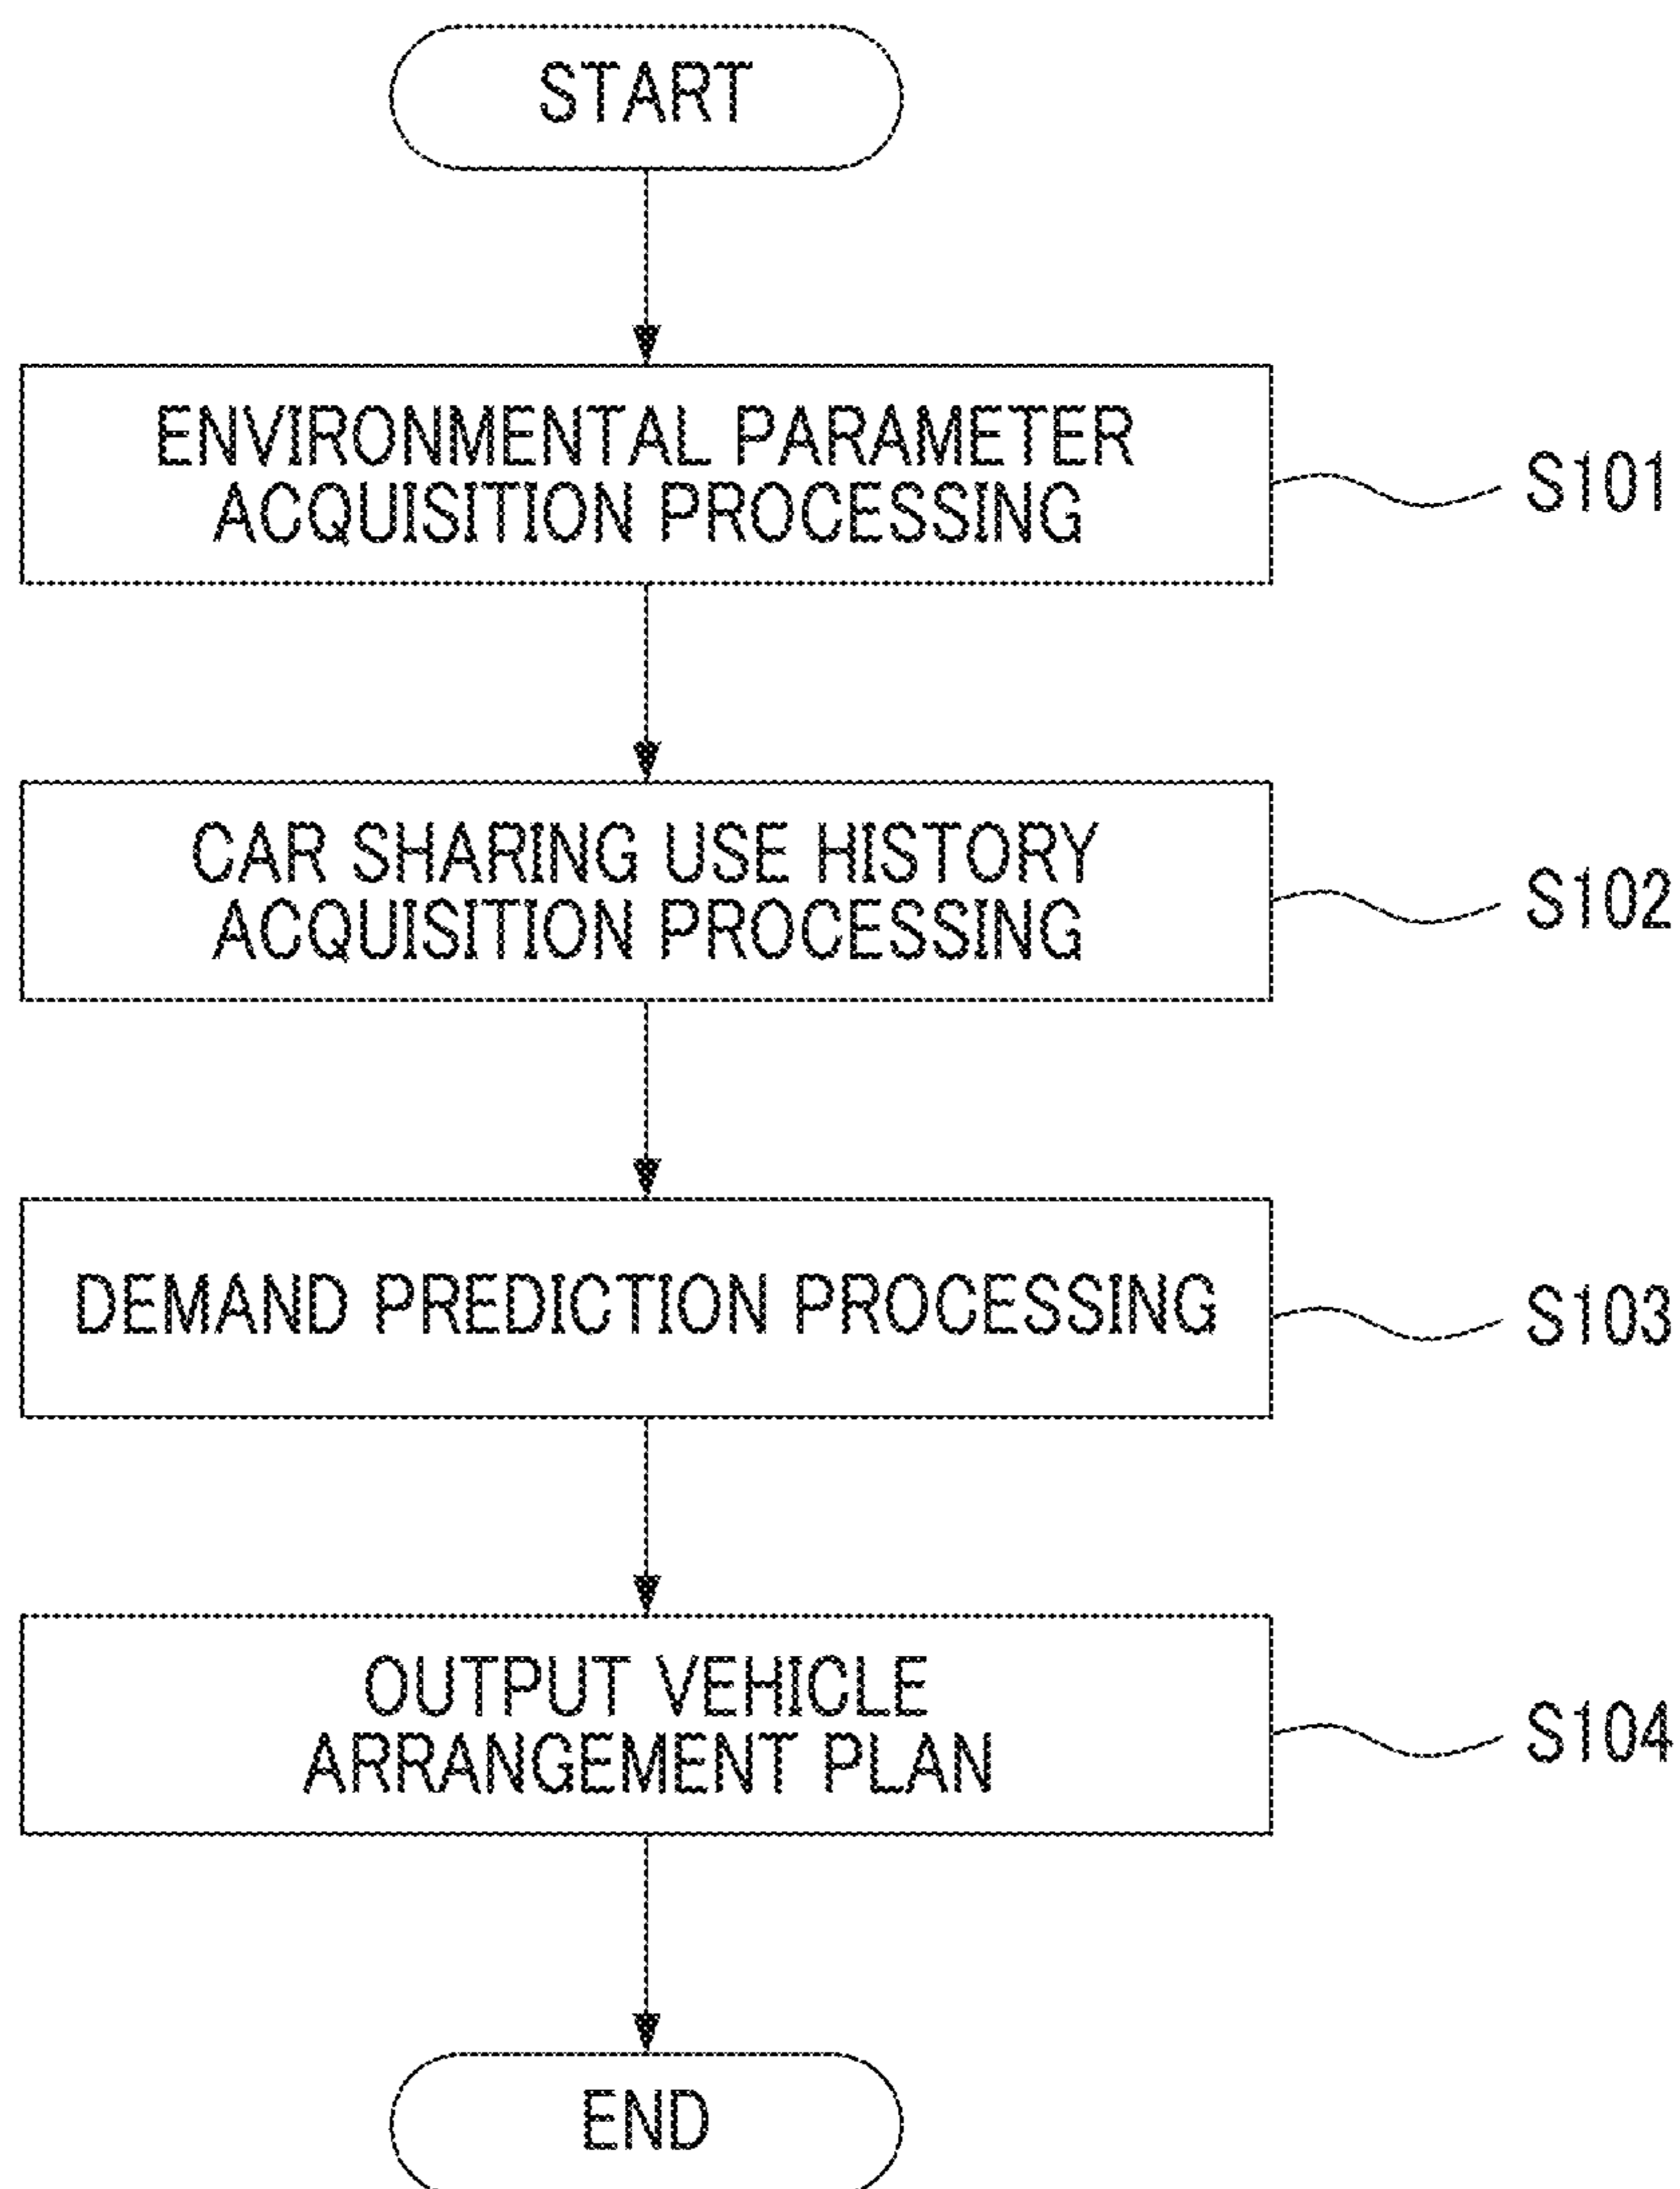 START
ENVIRONMENTAL PARAMETER
ACQUISITION PROCESSING
S101
CAR SHARING USE HISTORY
ACQUISITION PROCESSING
S102
DEMAND PREDICTION PROCESSING
S103
OUTPUT VEHICLE
ARRANGEMENT PLAN
S104
END